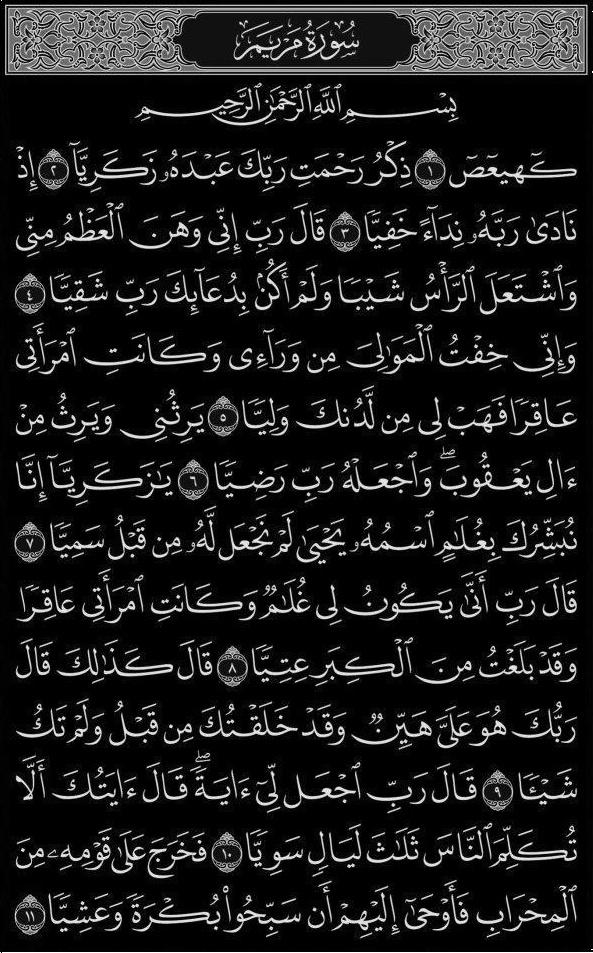 سُورَةُ مَرْيَمَ
بِسْمِ ٱللَّهِ ٱلرَّحْمَٰنِ ٱلرَّحِيمِ
كٓهيعٓصٓ ١ ذِكْرُ رَحْمَتِ رَبِّكَ عَبْدَهُۥ زَكَرِيَّآ ٢ إِذْ
نَادَىٰ رَبَّهُۥ نِدَآءً خَفِيًّا ٣ قَالَ رَبِّ إِنِّى وَهَنَ ٱلْعَظْمُ مِنِّى
وَٱشْتَعَلَ ٱلرَّأْسُ شَيْبًا وَلَمْ أَكُنۢ بِدُعَآئِكَ رَبِّ شَقِيًّا ٤
وَإِنِّى خِفْتُ ٱلْمَوَٰلِىَ مِن وَرَآءِى وَكَانَتِ ٱمْرَأَتِى
عَاقِرًا فَهَبْ لِى مِن لَّدُنكَ وَلِيًّا ٥ يَرِثُنِى وَيَرِثُ مِنْ
ءَالِ يَعْقُوبَ ۖ وَٱجْعَلْهُ رَبِّ رَضِيًّا ٦ يَٰزَكَرِيَّآ إِنَّا
نُبَشِّرُكَ بِغُلَٰمٍ ٱسْمُهُۥ يَحْيَىٰ لَمْ نَجْعَل لَّهُۥ مِن قَبْلُ سَمِيًّا ٧
قَالَ رَبِّ أَنَّىٰ يَكُونُ لِى غُلَٰمٌ وَكَانَتِ ٱمْرَأَتِى عَاقِرًا
وَقَدْ بَلَغْتُ مِنَ ٱلْكِبَرِ عِتِيًّا ٨ قَالَ كَذَٰلِكَ قَالَ
رَبُّكَ هُوَ عَلَىَّ هَيِّنٌ وَقَدْ خَلَقْتُكَ مِن قَبْلُ وَلَمْ تَكُ
شَيْـًٔا ٩ قَالَ رَبِّ ٱجْعَل لِّىٓ ءَايَةً ۚ قَالَ ءَايَتُكَ أَلَّا
تُكَلِّمَ ٱلنَّاسَ ثَلَٰثَ لَيَالٍ سَوِيًّا ١٠ فَخَرَجَ عَلَىٰ قَوْمِهِۦ مِنَ
ٱلْمِحْرَابِ فَأَوْحَىٰٓ إِلَيْهِمْ أَن سَبِّحُوا۟ بُكْرَةً وَعَشِيًّا ١١